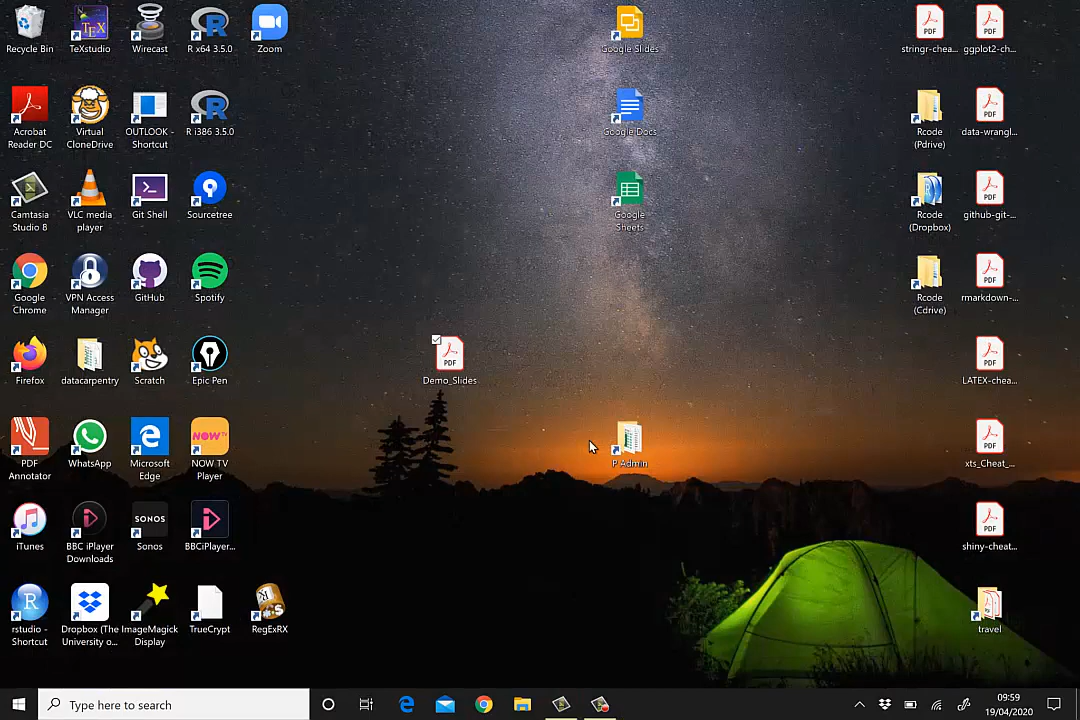 Recycle Bin
TeXstudio
Wirecast
R x64 3.5.0
Zoom
Google Slides
stringr-chea...
ggplot2-ch...
Acrobat
Reader DC
Virtual
CloneDrive
OUTLOOK -
Shortcut
R i386 3.5.0
Google Docs
Rcode
(Pdrive)
data-wrangl...
Camtasia
Studio 8
VLC media
player
Git Shell
Sourcetree
Google
Sheets
Rcode
(Dropbox)
github-git-...
Google
Chrome
VPN Access
Manager
GitHub
Spotify
Rcode
(Cdrive)
rmarkdown-...
Firefox
datacarpentry
Scratch
Epic Pen
Demo_Slides
LATEX-chea...
PDF
Annotator
WhatsApp
Microsoft
Edge
NOW TV
Player
P Admin
xts_Cheat_...
iTunes
BBC iPlayer
Downloads
SONOS
Sonos
BBCiPlayer...
shiny-cheat...
rstudio -
Shortcut
Dropbox (The
University o...
ImageMagick
Display
TrueCrypt
RegExRX
travel
Type here to search
09:59
19/04/2020